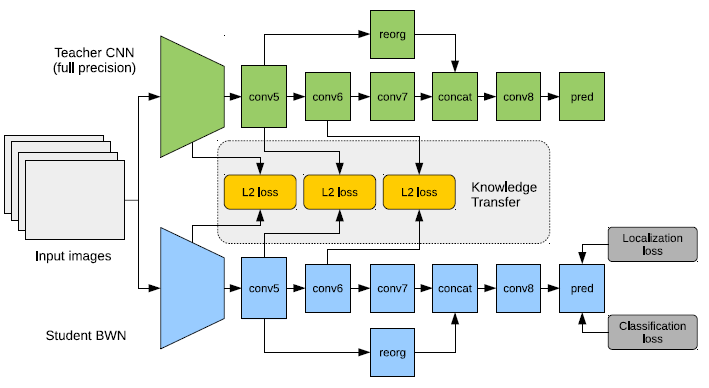 reorg
Teacher CNN
(full precision)
conv5
conv6
conv7
concat
conv8
pred
L2 loss
L2 loss
L2 loss
Knowledge
Transfer
Input images
Localization
loss
conv5
conv6
conv7
concat
conv8
pred
Student BWN
Classification
loss
reorg